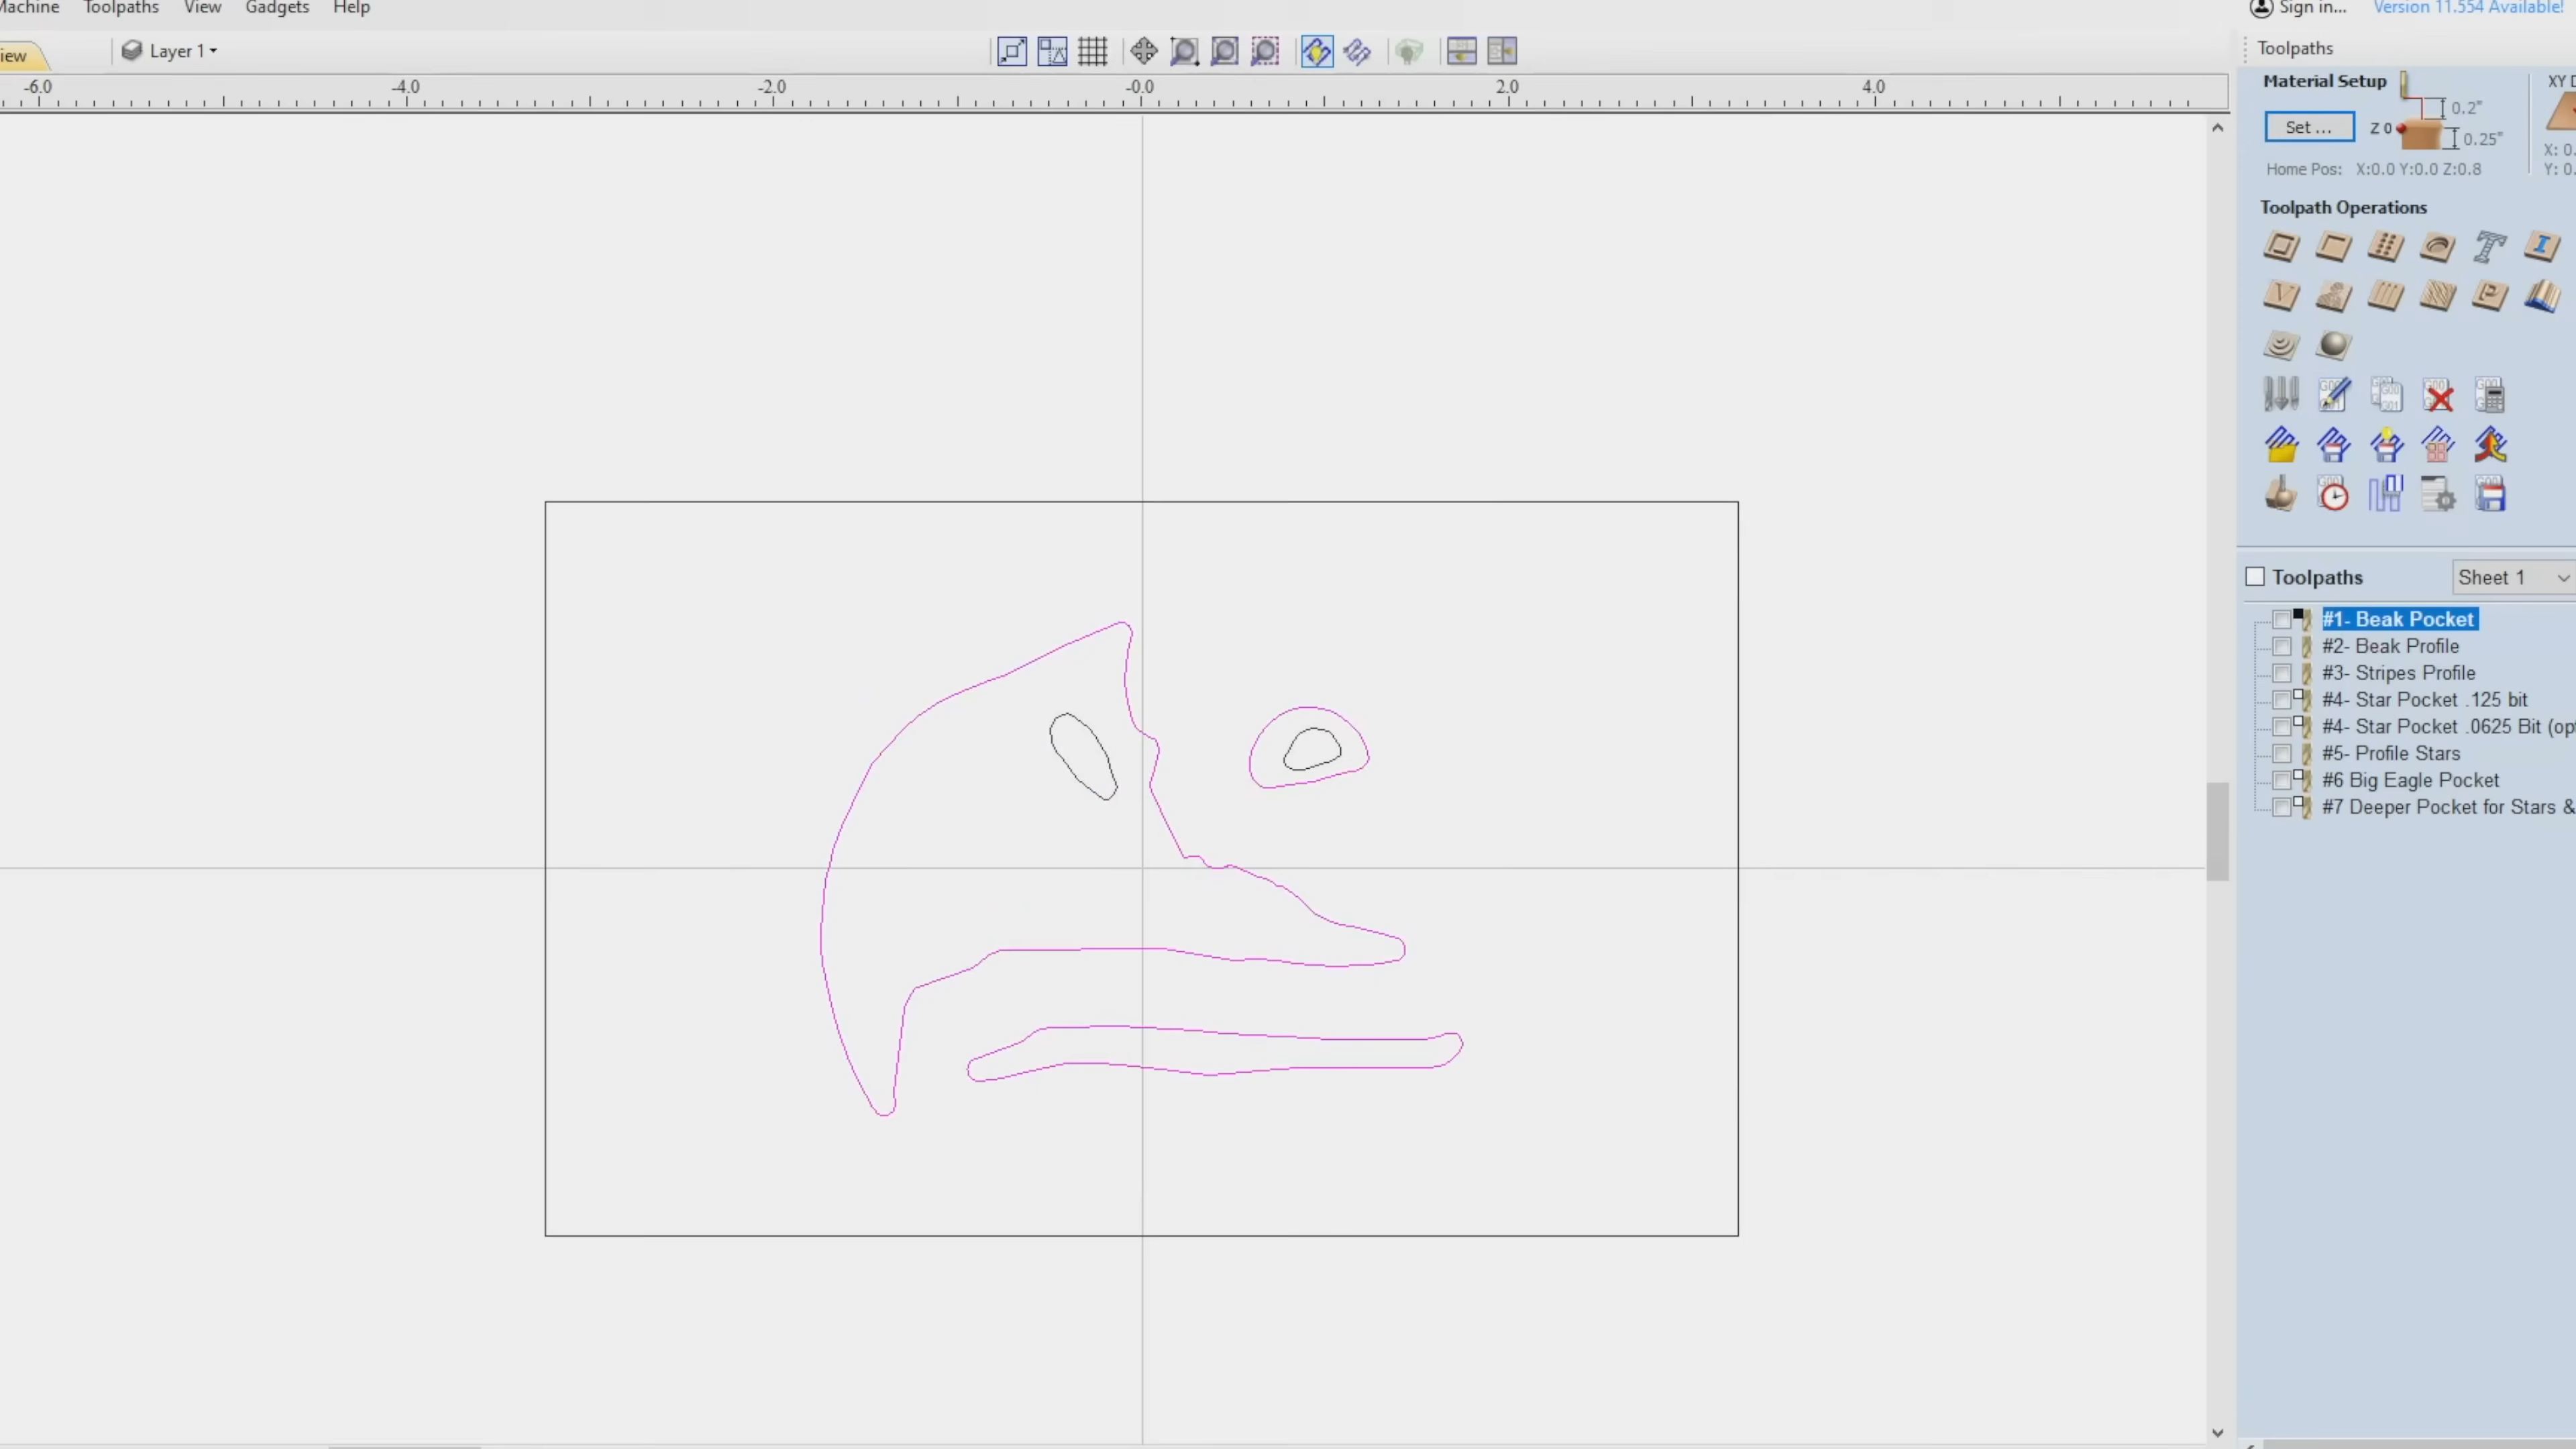 Machine Toolpaths View Gadgets Help
Sign in... Version 11.554 Available!
Layer 1
Toolpaths
-6.0 -4.0 -2.0 -0.0 2.0 4.0
Material Setup
0.2"
Set ... Z 0 0.25"
X: 0.
Home Pos: X:0.0 Y:0.0 Z:0.8 Y: 0.
Toolpath Operations
Toolpaths Sheet 1
#1- Beak Pocket
#2- Beak Profile
#3- Stripes Profile
#4- Star Pocket .125 bit
#4- Star Pocket .0625 Bit (op
#5- Profile Stars
#6 Big Eagle Pocket
#7 Deeper Pocket for Stars &